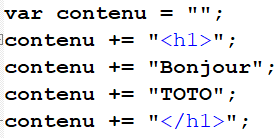 var contenu = "";
contenu += "<h1>";
contenu += "Bonjour";
contenu += "TOTO";
contenu += "</h1>";